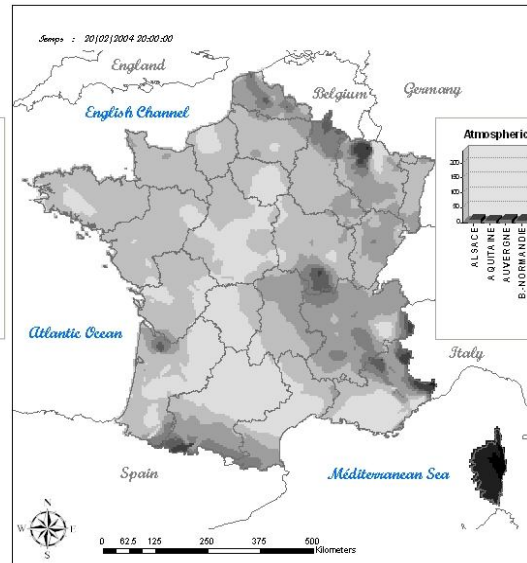 Temps : 20/02/2004 20:00:00
England
Belgium
Germany
English Channel
Atmospheric
ALSACE
AQUITAINE
AUVERGNE
B.-NORMANDIE
Atlantic Ocean
Italy
Spain
Méditerranean Sea
N
W
E
S
0 62.5 125 250 375 500
Kilometers